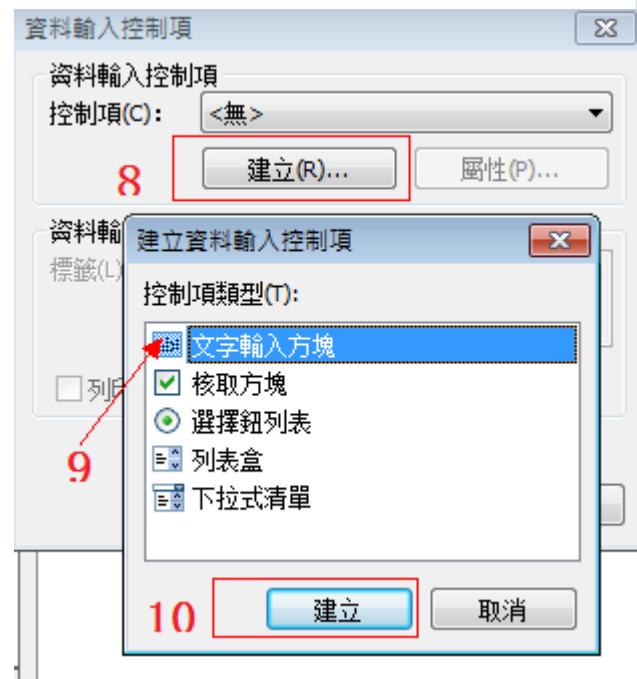 資料輸入控制項
資料輸入控制項
控制項(C):
<無>
8
建立(R)...
屬性(P)...
資料輸
標籤(L)
列印
建立資料輸入控制項
控制項類型(T):
文字輸入方塊
核取方塊
選擇鈕列表
列表盒
下拉式清單
9
10
建立
取消